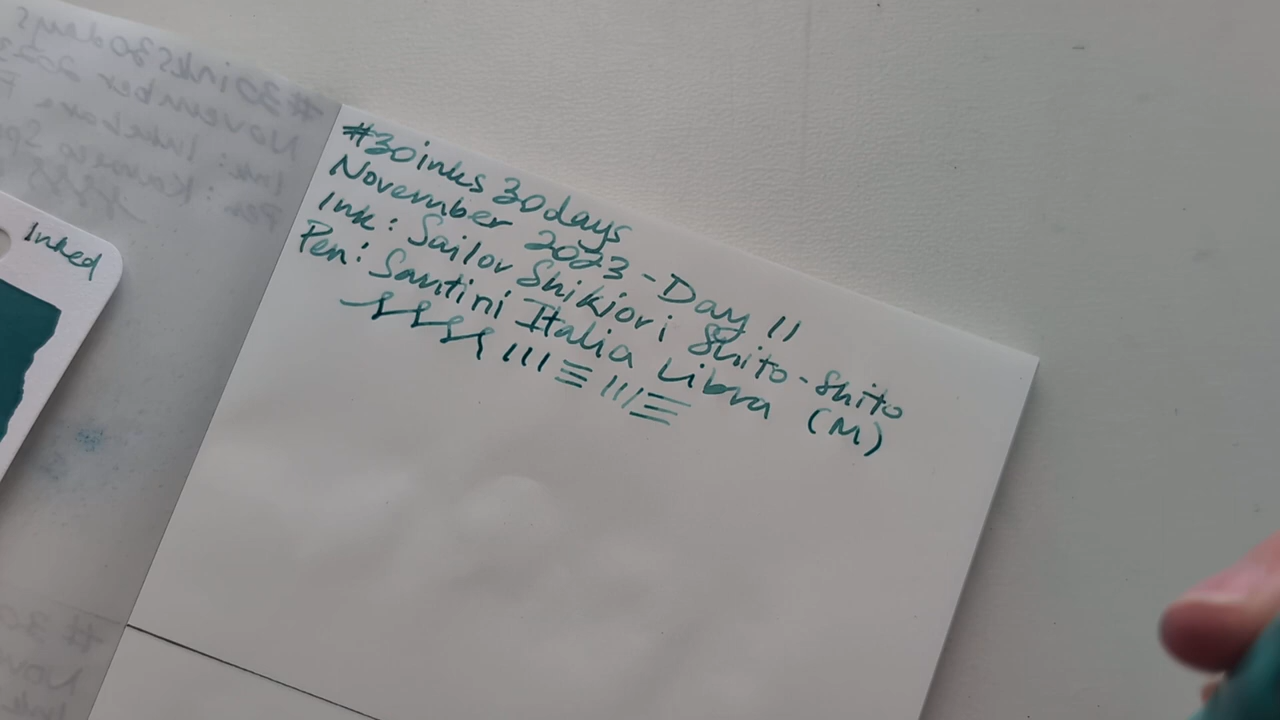 #30inks30days
November 2023 - Day 11
Ink: Sailor Shikiori Shito-Shito
Pen: Santini Italia Libra (M)
Inked